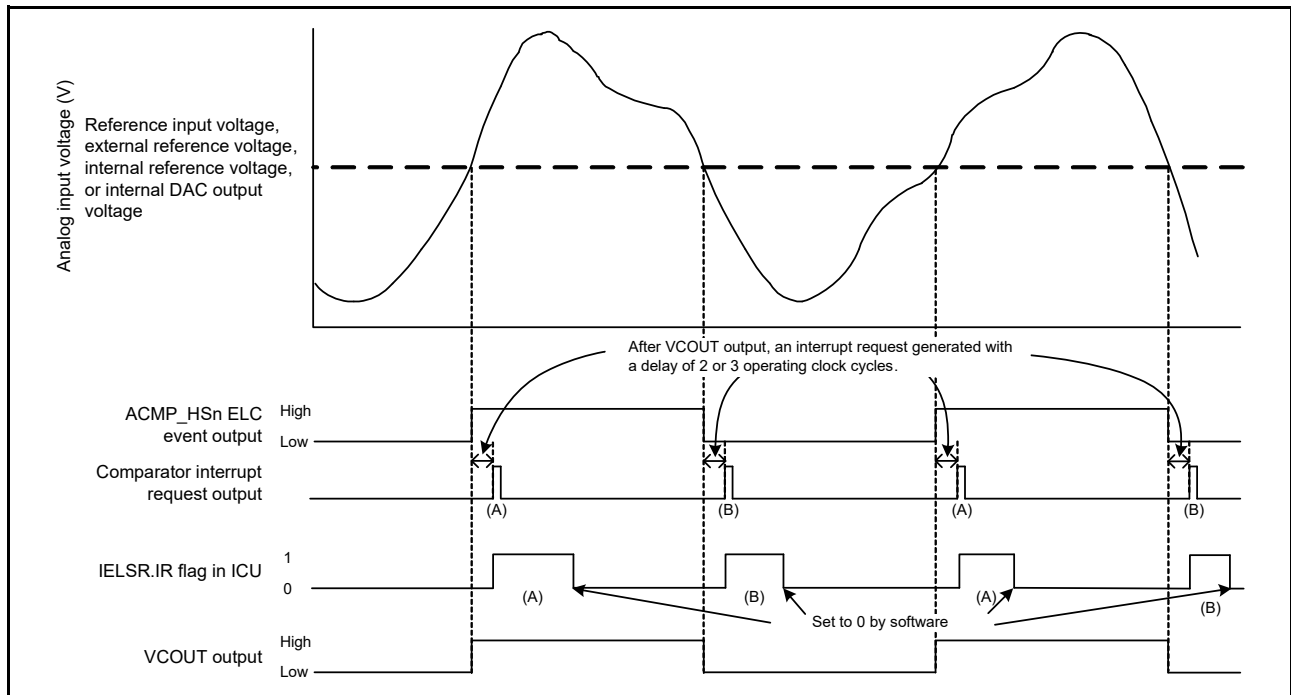 Analog input voltage (V)
Reference input voltage,
external reference voltage,
internal reference voltage,
or internal DAC output
voltage
After VCOUT output, an interrupt request generated with
a delay of 2 or 3 operating clock cycles.
ACMP_HSn ELC
event output
High
Low
Comparator interrupt
request output
(A)
(B)
(A)
(B)
IELSR.IR flag in ICU
1
0
(A)
(B)
(A)
(B)
Set to 0 by software
VCOUT output
High
Low